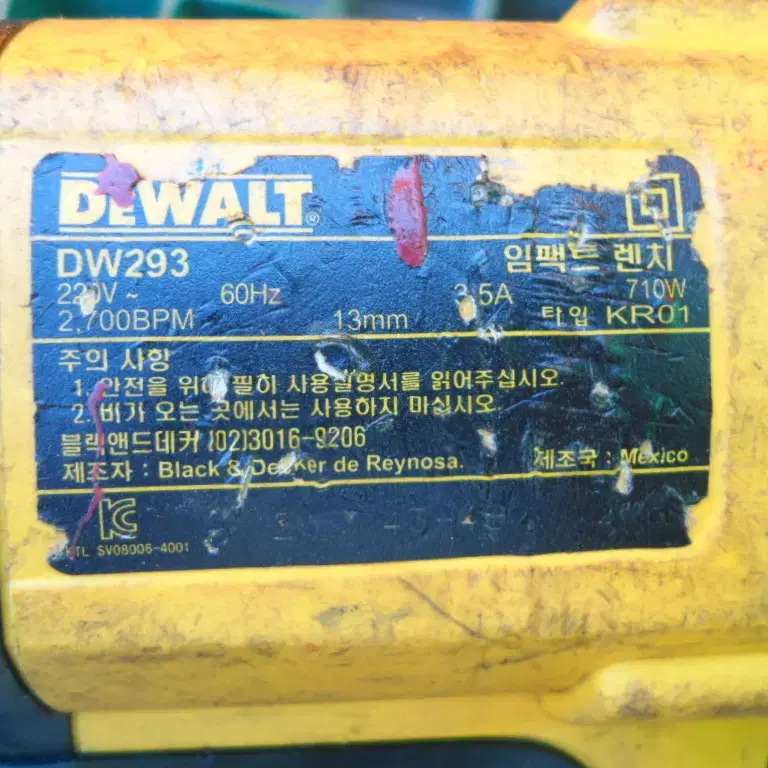 DEWALT®
DW293 임팩트 렌치
220V ~ 60Hz 3.5A 710W
2,700BPM 13mm 타입 KR01
주의 사항
1. 안전을 위해 필히 사용설명서를 읽어주십시오.
2. 비가 오는 곳에서는 사용하지 마십시오.
블랙앤드데커 (02)3016-9206
제조자 : Black & Decker de Reynosa. 제조국 : Mexico
KC
KTL SV08006-4001